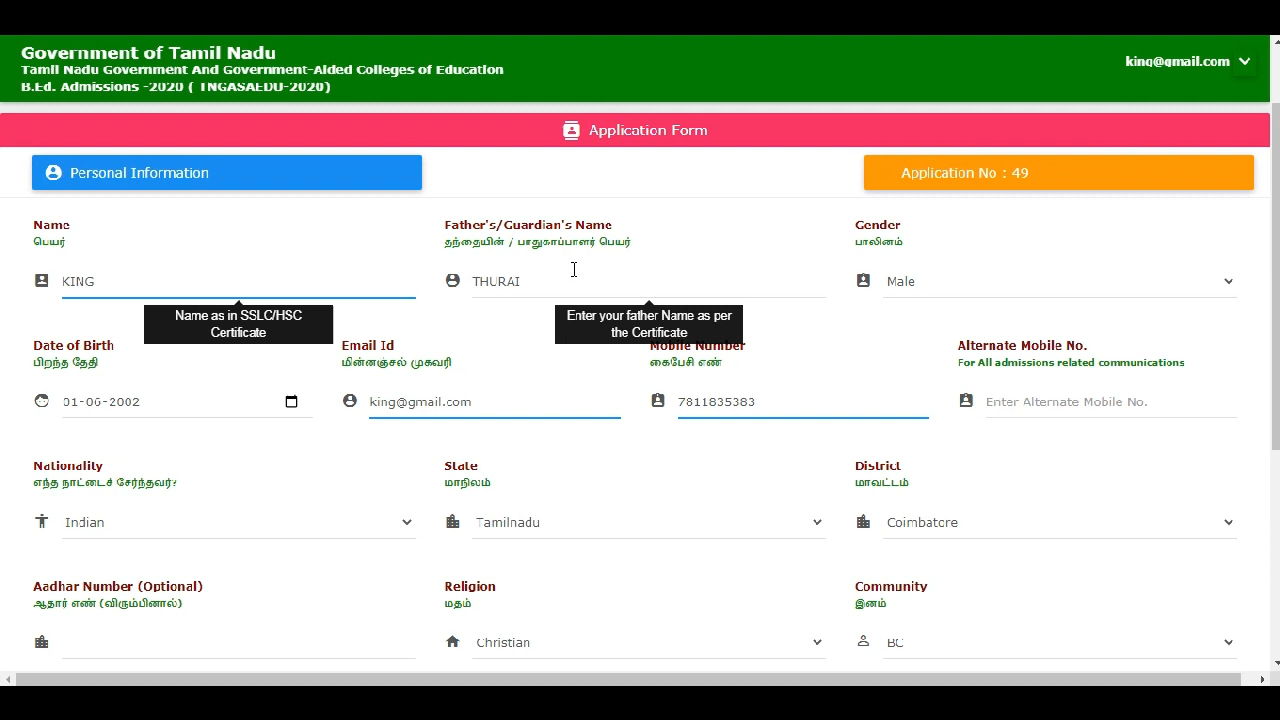 Government of Tamil Nadu
Tamil Nadu Government And Government-Aided Colleges of Education
B.Ed. Admissions -2020 ( TNGASAEDU-2020)
king@gmail.com
Application Form
Personal Information
Application No : 49
Name
Father's/Guardian's Name
Gender
பெயர்
தந்தையின் / பாதுகாப்பாளர் பெயர்
பாலினம்
KING
THURAI
Male
Name as in SSLC/HSC
Certificate
Enter your father Name as per
the Certificate
Date of Birth
Email Id
Mobile Number
Alternate Mobile No.
பிறந்த தேதி
மின்னஞ்சல் முகவரி
கைபேசி எண்
For All admissions related communications
01-06-2002
king@gmail.com
7811835383
Enter Alternate Mobile No.
Nationality
State
District
எந்த நாட்டைச் சேர்ந்தவர்?
மாநிலம்
மாவட்டம்
Indian
Tamilnadu
Coimbatore
Aadhar Number (Optional)
Religion
Community
ஆதார் எண் (விரும்பினால்)
மதம்
இனம்
Christian
BC